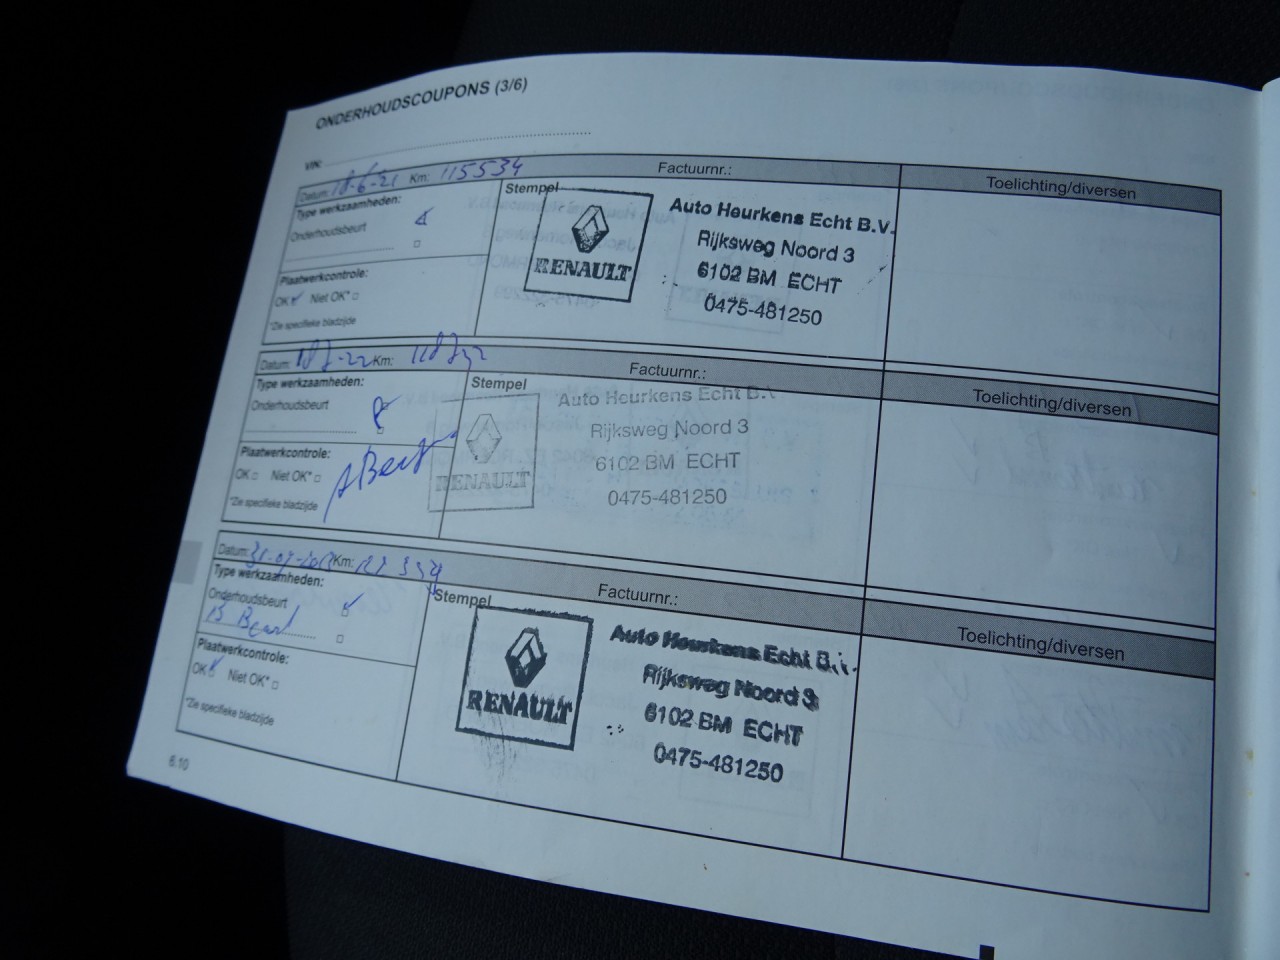 ONDERHOUDSCOUPONS (3/6)
VIN:
Datum: 18-6-21 Km: 115534 Factuurnr.: Toelichting/diversen
Type werkzaamheden:
Onderhoudsbeurt
Stempel
RENAULT
Auto Heurkens Echt B.V.
Rijksweg Noord 3
6102 BM ECHT
0475-481250
Plaatwerkcontrole:
OK Niet OK*
*Zie specifieke bladzijde
Datum: Km: Factuurnr.: Toelichting/diversen
Type werkzaamheden:
Onderhoudsbeurt
Stempel
RENAULT
Auto Heurkens Echt B.
Rijksweg Noord 3
6102 BM ECHT
0475-481250
Plaatwerkcontrole:
OK Niet OK*
*Zie specifieke bladzijde
Datum: Km: Factuurnr.: Toelichting/diversen
Type werkzaamheden:
Onderhoudsbeurt
Stempel
RENAULT
Auto Heurkens Echt B.V.
Rijksweg Noord 3
6102 BM ECHT
0475-481250
Plaatwerkcontrole:
OK Niet OK*
*Zie specifieke bladzijde
6.10